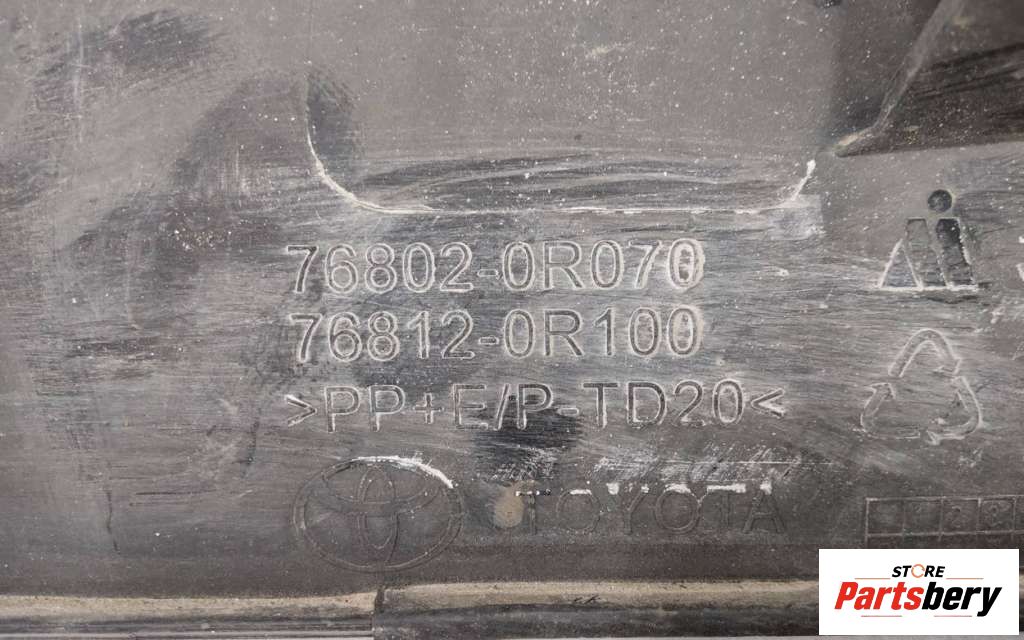 76802-0R070
76812-0R100
>PP+E/P-TD20<
TOYOTA
STORE
Partsbery